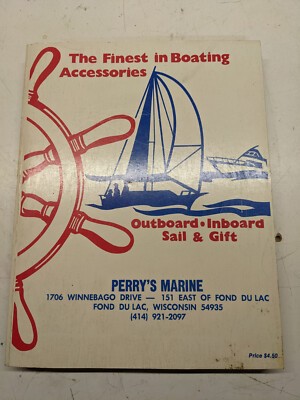 The Finest in Boating
Accessories
Outboard • Inboard
Sail & Gift
PERRY'S MARINE
1706 WINNEBAGO DRIVE — 151 EAST OF FOND DU LAC
FOND DU LAC, WISCONSIN 54935
(414) 921-2097
Price $4.50